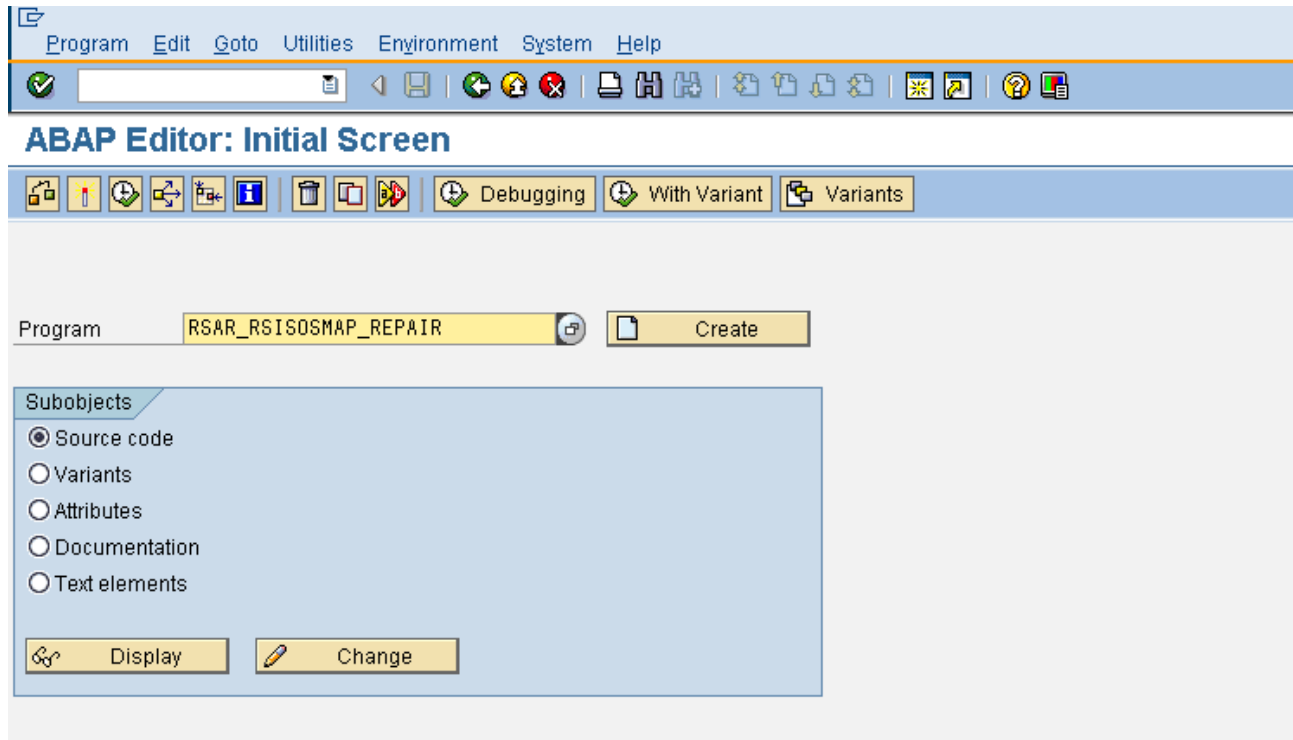 Program Edit Goto Utilities Environment System Help
ABAP Editor: Initial Screen
Debugging With Variant Variants
Program RSAR_RSISOSMAP_REPAIR Create
Subobjects
Source code
Variants
Attributes
Documentation
Text elements
Display Change